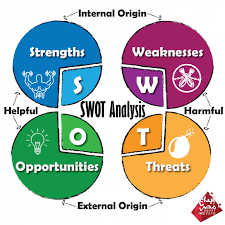 Internal Origin
Strengths
Weaknesses
S
W
Helpful
SWOT Analysis
Harmful
O
T
Opportunities
Threats
External Origin